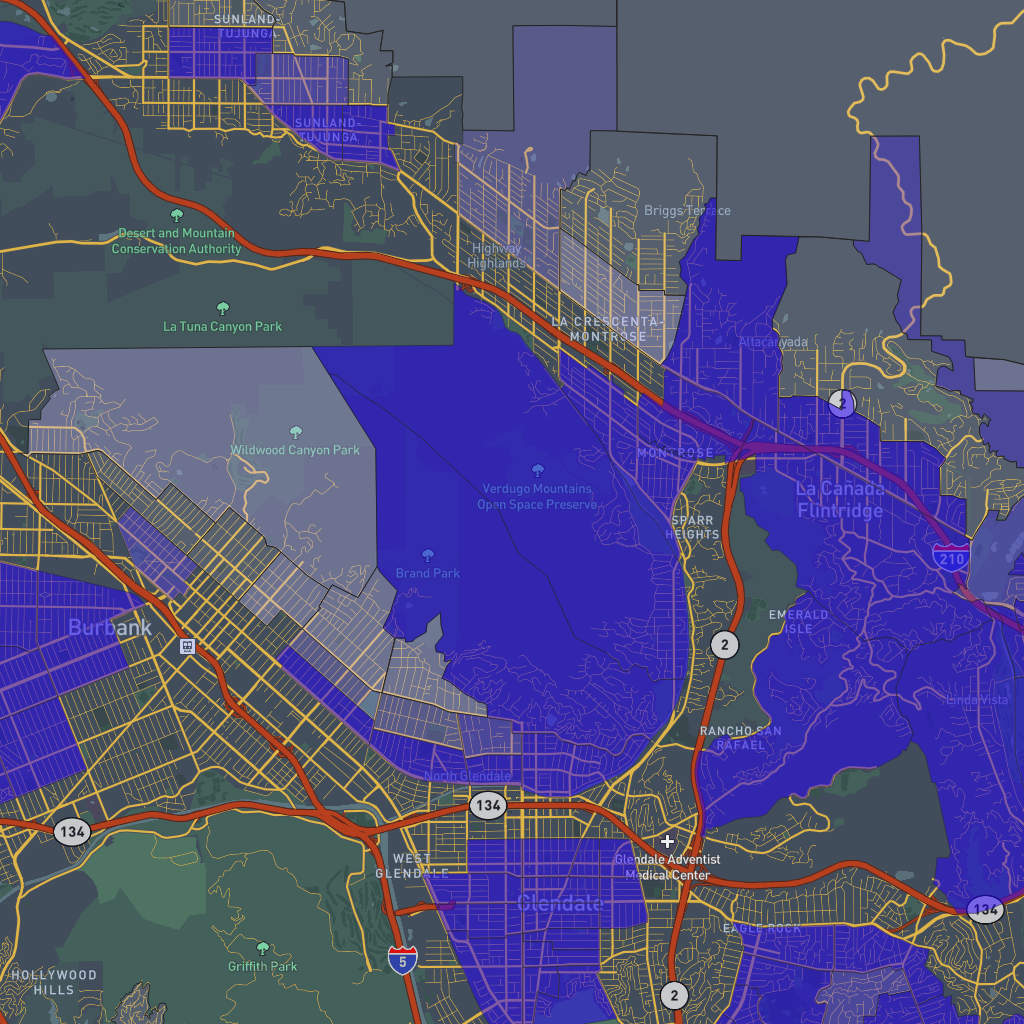 SUNLAND-
TUJUNGA
SUNLAND-
TUJUNGA
Briggs Terrace
Desert and Mountain
Conservation Authority
Highway
Highlands
La Tuna Canyon Park
LA CRESCENTA-
MONTROSE
Altacanyada
2
Wildwood Canyon Park
MONTROSE
Verdugo Mountains
Open Space Preserve
La Cañada
Flintridge
SPARR
HEIGHTS
210
Brand Park
EMERALD
ISLE
Burbank
2
Linda Vista
RANCHO SAN
RAFAEL
North Glendale
134
134
WEST
GLENDALE
Glendale Adventist
Medical Center
Glendale
134
EAGLE ROCK
5
Griffith Park
HOLLYWOOD
HILLS
2